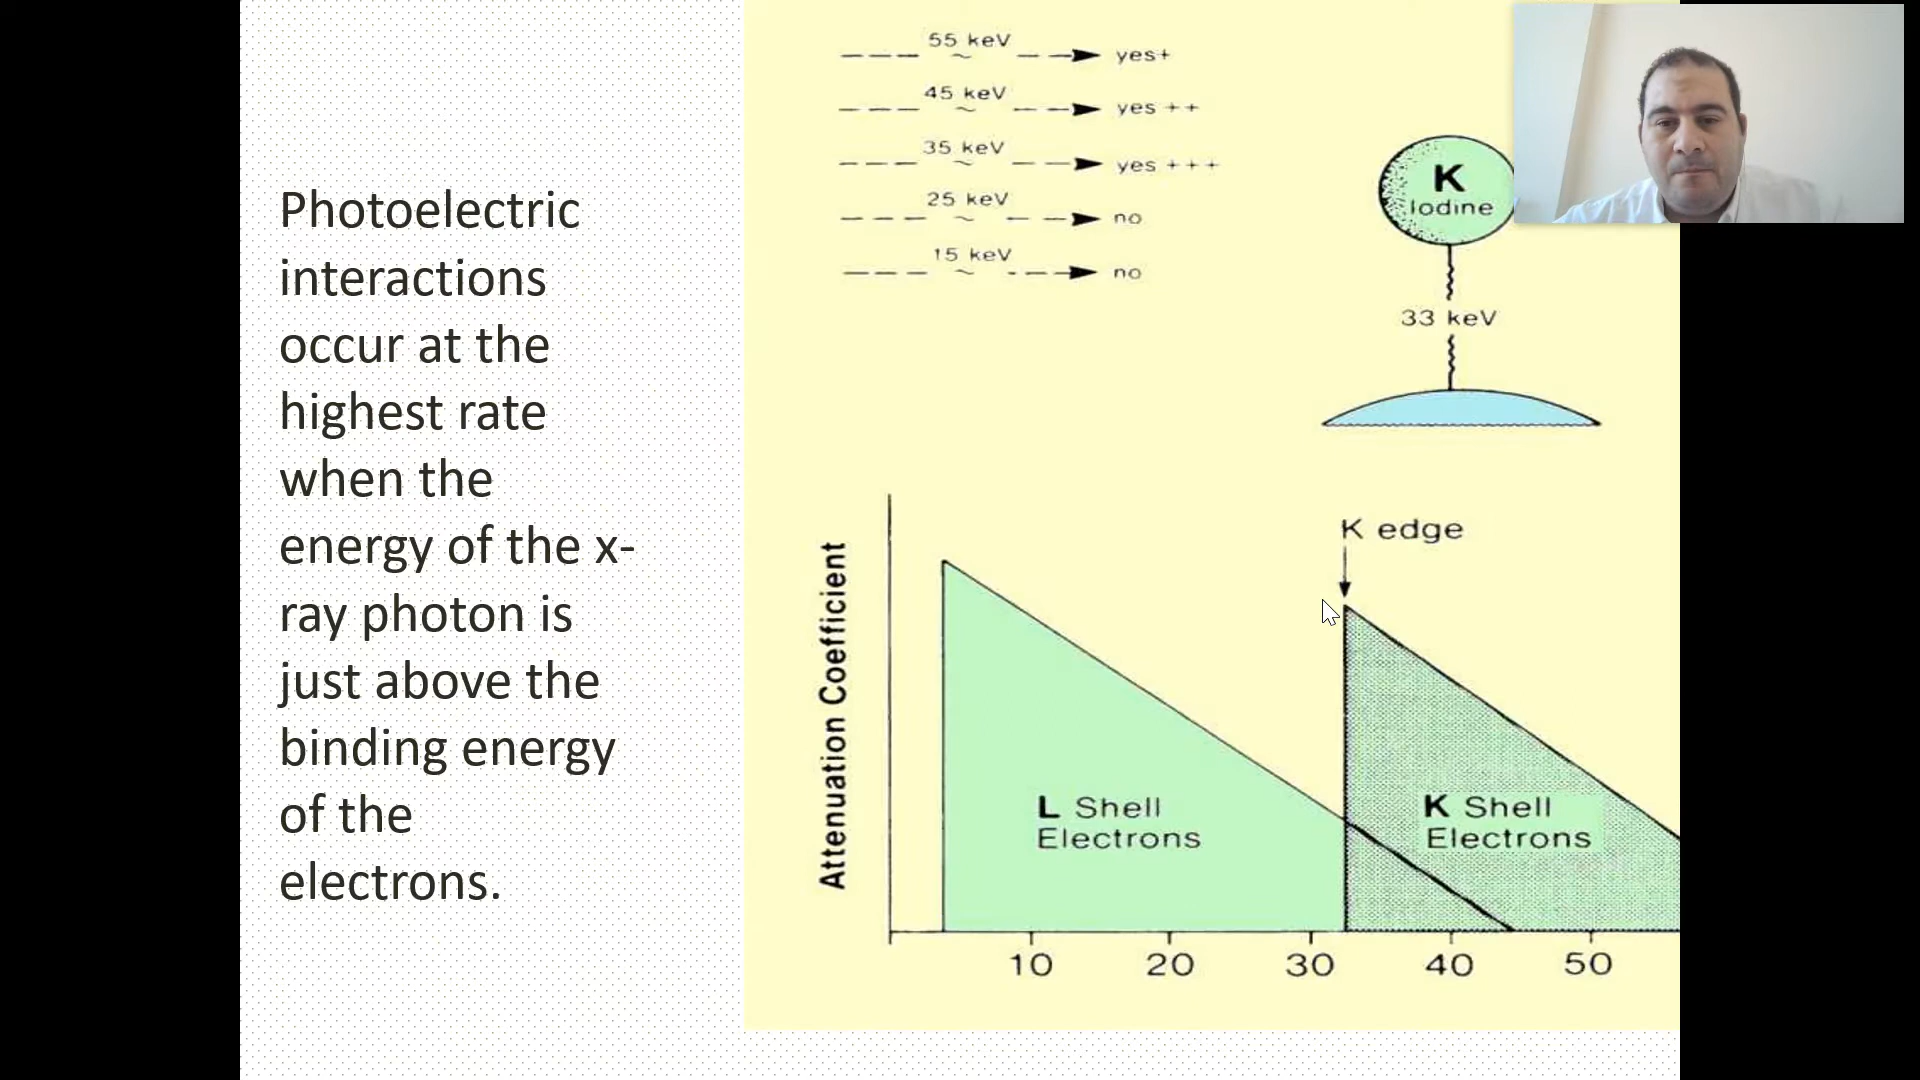 Photoelectric
interactions
occur at the
highest rate
when the
energy of the x-
ray photon is
just above the
binding energy
of the
electrons.
55 keV
yes+
45 keV
yes ++
35 keV
yes +++
25 keV
no
15 keV
no
K
Iodine
33 keV
K edge
Attenuation Coefficient
L Shell
Electrons
K Shell
Electrons
10 20 30 40 50